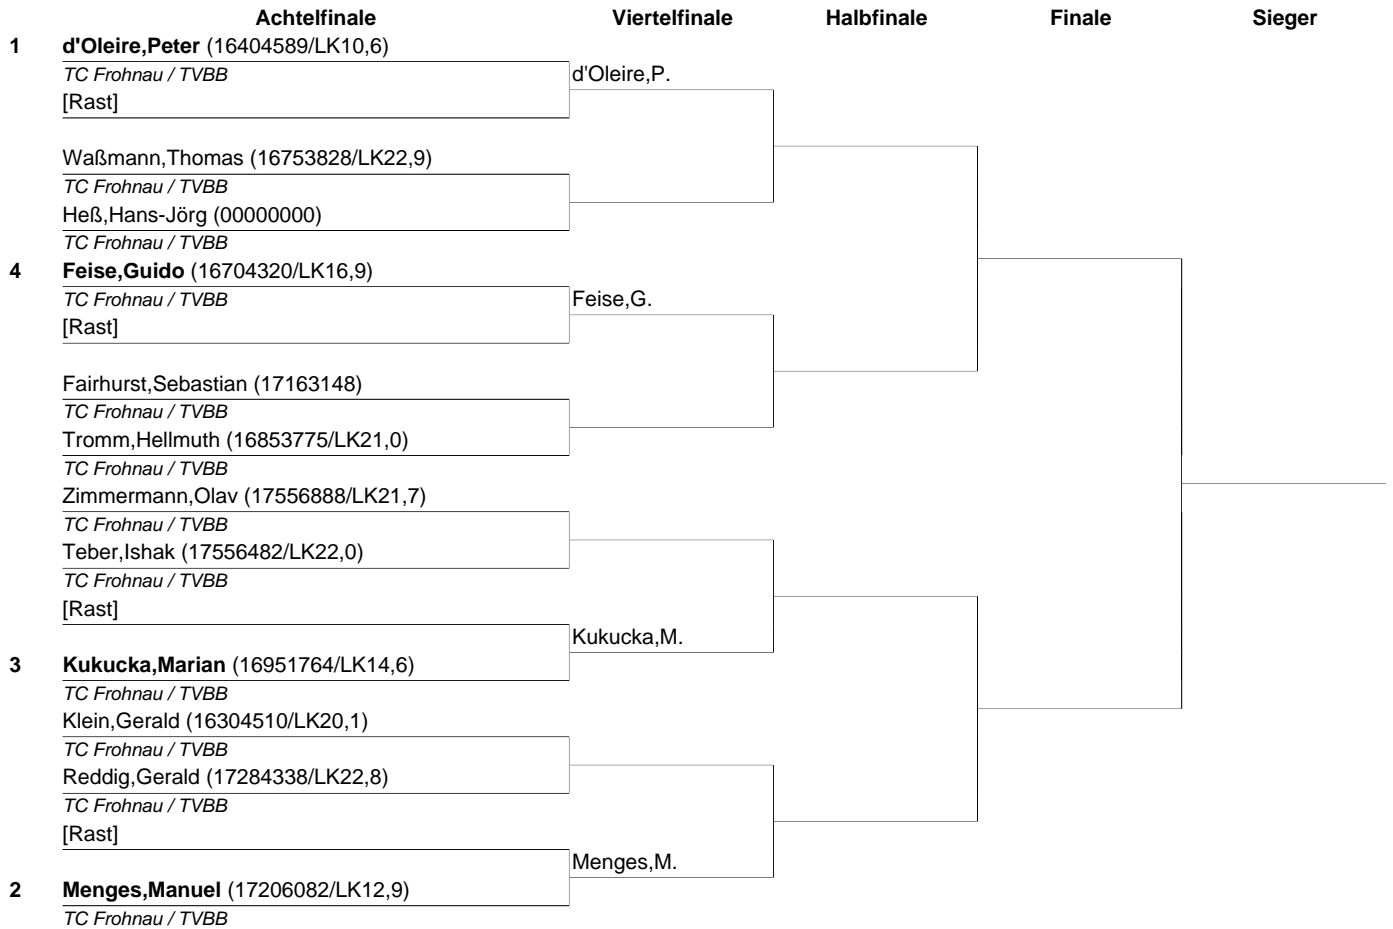 Achtelfinale Viertelfinale Halbfinale Finale Sieger
1 d'Oleire,Peter (16404589/LK10,6)
TC Frohnau / TVBB d'Oleire,P.
[Rast]
Waßmann,Thomas (16753828/LK22,9)
TC Frohnau / TVBB
Heß,Hans-Jörg (00000000)
TC Frohnau / TVBB
4 Feise,Guido (16704320/LK16,9)
TC Frohnau / TVBB Feise,G.
[Rast]
Fairhurst,Sebastian (17163148)
TC Frohnau / TVBB
Tromm,Hellmuth (16853775/LK21,0)
TC Frohnau / TVBB
Zimmermann,Olav (17556888/LK21,7)
TC Frohnau / TVBB
Teber,Ishak (17556482/LK22,0)
TC Frohnau / TVBB
[Rast]
Kukucka,M.
3 Kukucka,Marian (16951764/LK14,6)
TC Frohnau / TVBB
Klein,Gerald (16304510/LK20,1)
TC Frohnau / TVBB
Reddig,Gerald (17284338/LK22,8)
TC Frohnau / TVBB
[Rast]
Menges,M.
2 Menges,Manuel (17206082/LK12,9)
TC Frohnau / TVBB